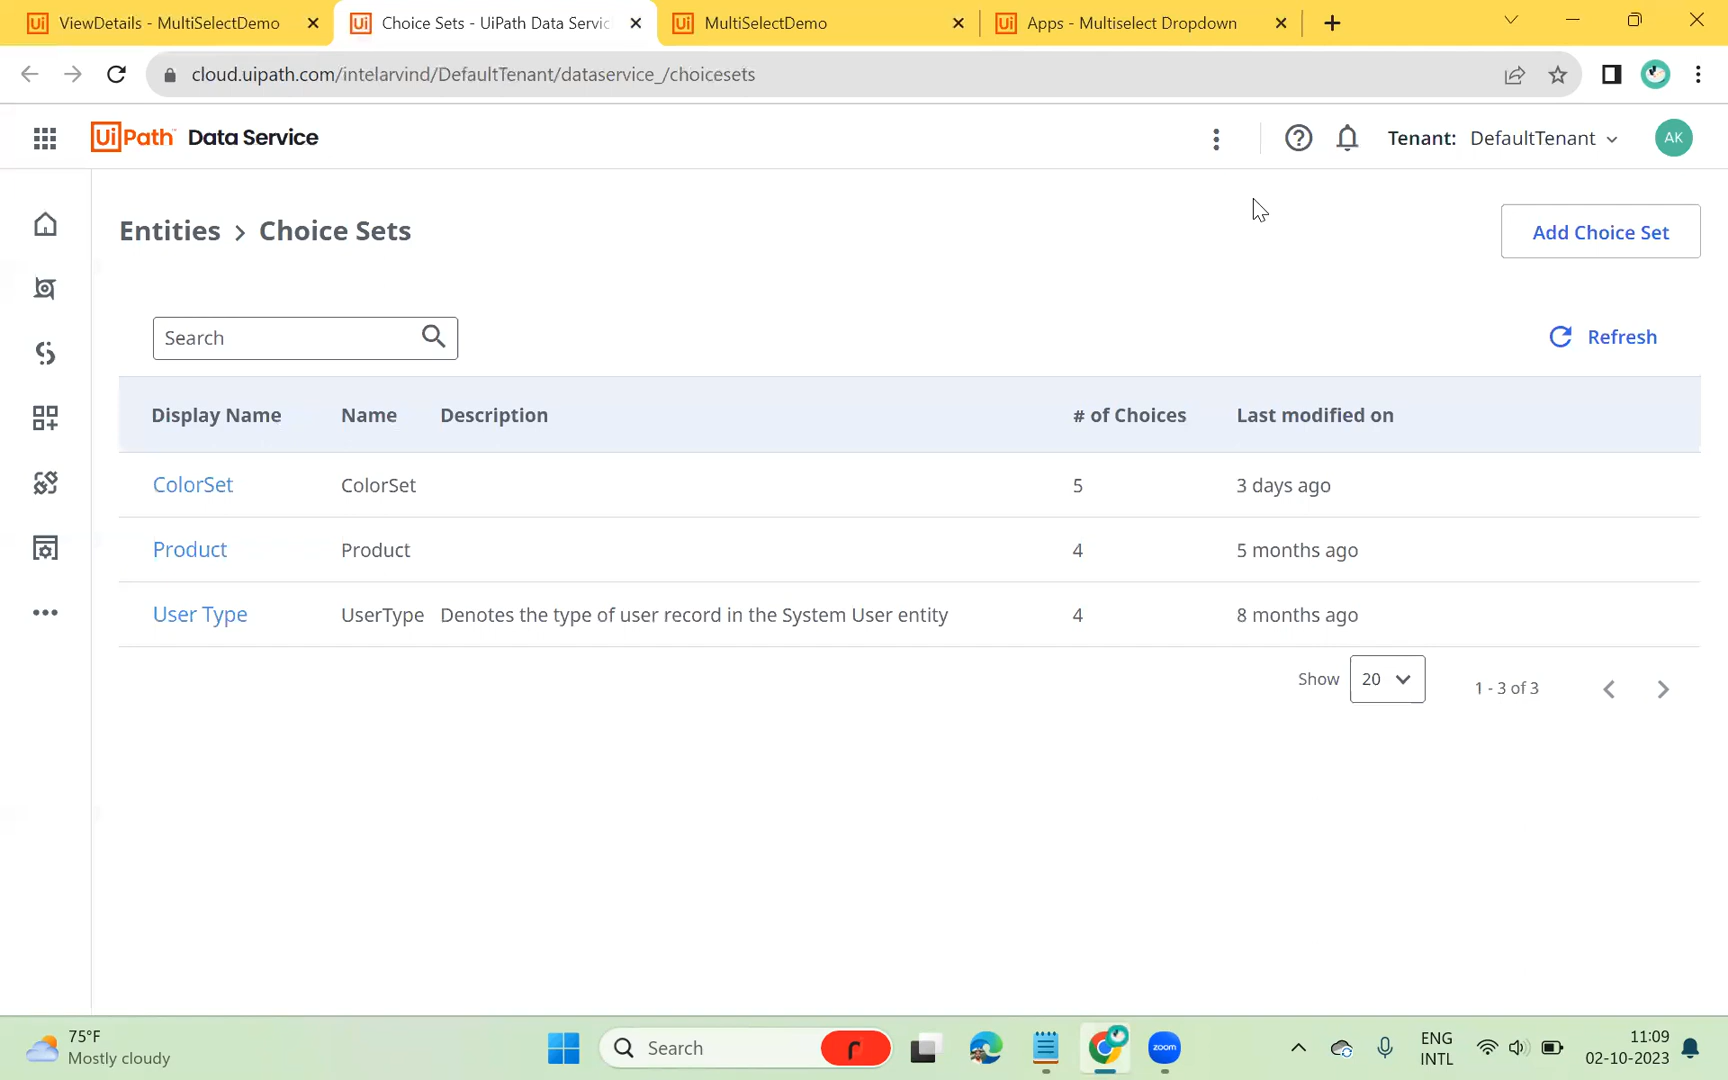 ViewDetails - MultiSelectDemo
Choice Sets - UiPath Data Servic
MultiSelectDemo
Apps - Multiselect Dropdown
cloud.uipath.com/intelarvind/DefaultTenant/dataservice_/choicesets
UiPath Data Service
Tenant: DefaultTenant
AK
Entities > Choice Sets
Add Choice Set
Search
Refresh
Display Name Name Description # of Choices Last modified on
ColorSet ColorSet 5 3 days ago
Product Product 4 5 months ago
User Type UserType Denotes the type of user record in the System User entity 4 8 months ago
Show 20 1 - 3 of 3
75°F
Mostly cloudy
Search
zoom
ENG
INTL
11:09
02-10-2023